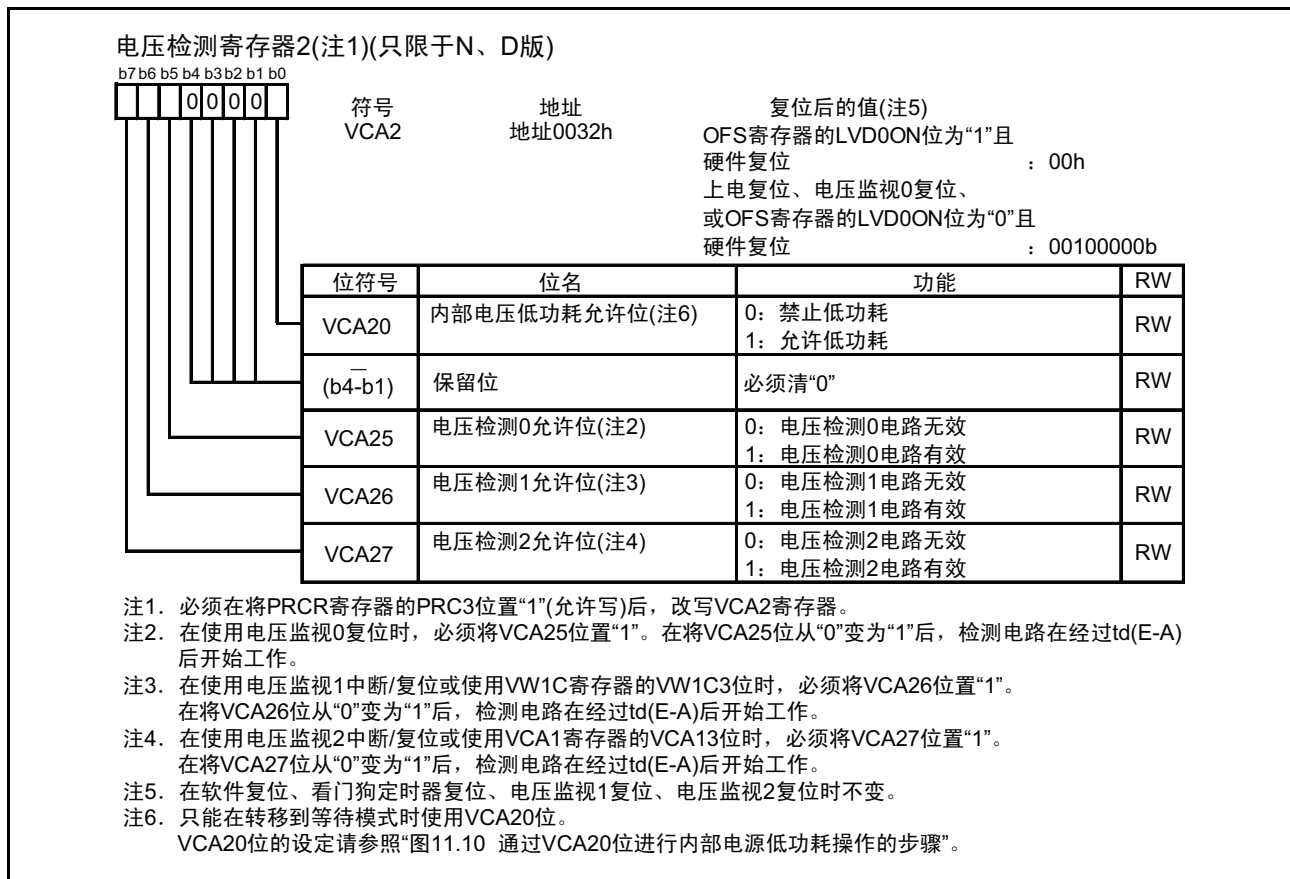 电压检测寄存器2(注1)(只限于N、D版)
b7 b6 b5 b4 b3 b2 b1 b0
0 0 0 0
符号 地址 复位后的值(注5)
VCA2 地址0032h OFS寄存器的LVD0ON位为“1”且
硬件复位 ：00h
上电复位、电压监视0复位、
或OFS寄存器的LVD0ON位为“0”且
硬件复位 ：00100000b
位符号 位名 功能 RW
VCA20 内部电压低功耗允许位(注6) 0：禁止低功耗 RW
1：允许低功耗
—
(b4-b1) 保留位 必须清“0” RW
VCA25 电压检测0允许位(注2) 0：电压检测0电路无效 RW
1：电压检测0电路有效
VCA26 电压检测1允许位(注3) 0：电压检测1电路无效 RW
1：电压检测1电路有效
VCA27 电压检测2允许位(注4) 0：电压检测2电路无效 RW
1：电压检测2电路有效
注1．必须在将PRCR寄存器的PRC3位置“1”(允许写)后，改写VCA2寄存器。
注2．在使用电压监视0复位时，必须将VCA25位置“1”。在将VCA25位从“0”变为“1”后，检测电路在经过td(E-A)
后开始工作。
注3．在使用电压监视1中断/复位或使用VW1C寄存器的VW1C3位时，必须将VCA26位置“1”。
在将VCA26位从“0”变为“1”后，检测电路在经过td(E-A)后开始工作。
注4．在使用电压监视2中断/复位或使用VCA1寄存器的VCA13位时，必须将VCA27位置“1”。
在将VCA27位从“0”变为“1”后，检测电路在经过td(E-A)后开始工作。
注5．在软件复位、看门狗定时器复位、电压监视1复位、电压监视2复位时不变。
注6．只能在转移到等待模式时使用VCA20位。
VCA20位的设定请参照“图11.10 通过VCA20位进行内部电源低功耗操作的步骤”。